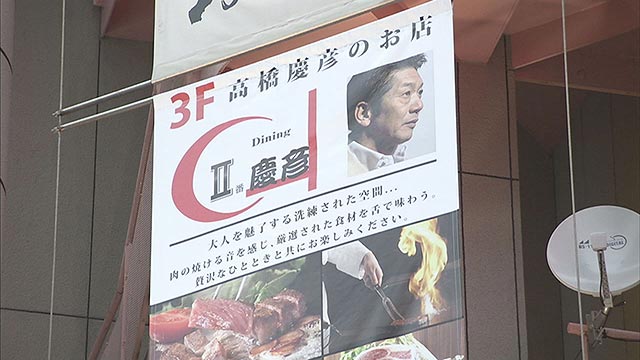 3F 高橋慶彦のお店
Dining
II番 慶彦
大人を魅了する洗練された空間…
肉の焼ける音を感じ、厳選された食材を舌で味わう。
贅沢なひとときと共にお楽しみください。